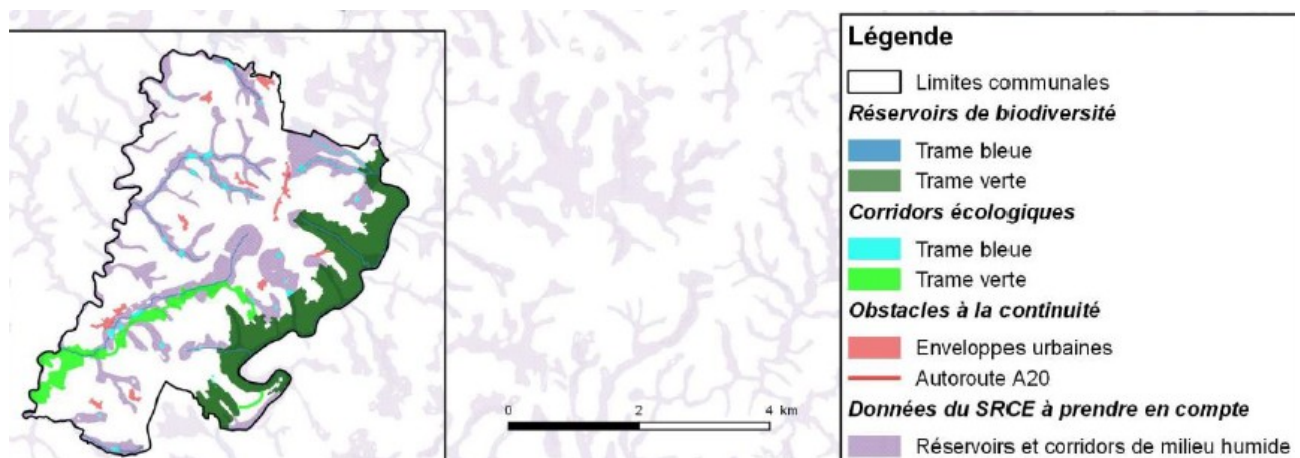 Légende
Limites communales
Réservoirs de biodiversité
Trame bleue
Trame verte
Corridors écologiques
Trame bleue
Trame verte
Obstacles à la continuité
Enveloppes urbaines
Autoroute A20
Données du SRCE à prendre en compte
Réservoirs et corridors de milieu humide
0 2 4 km